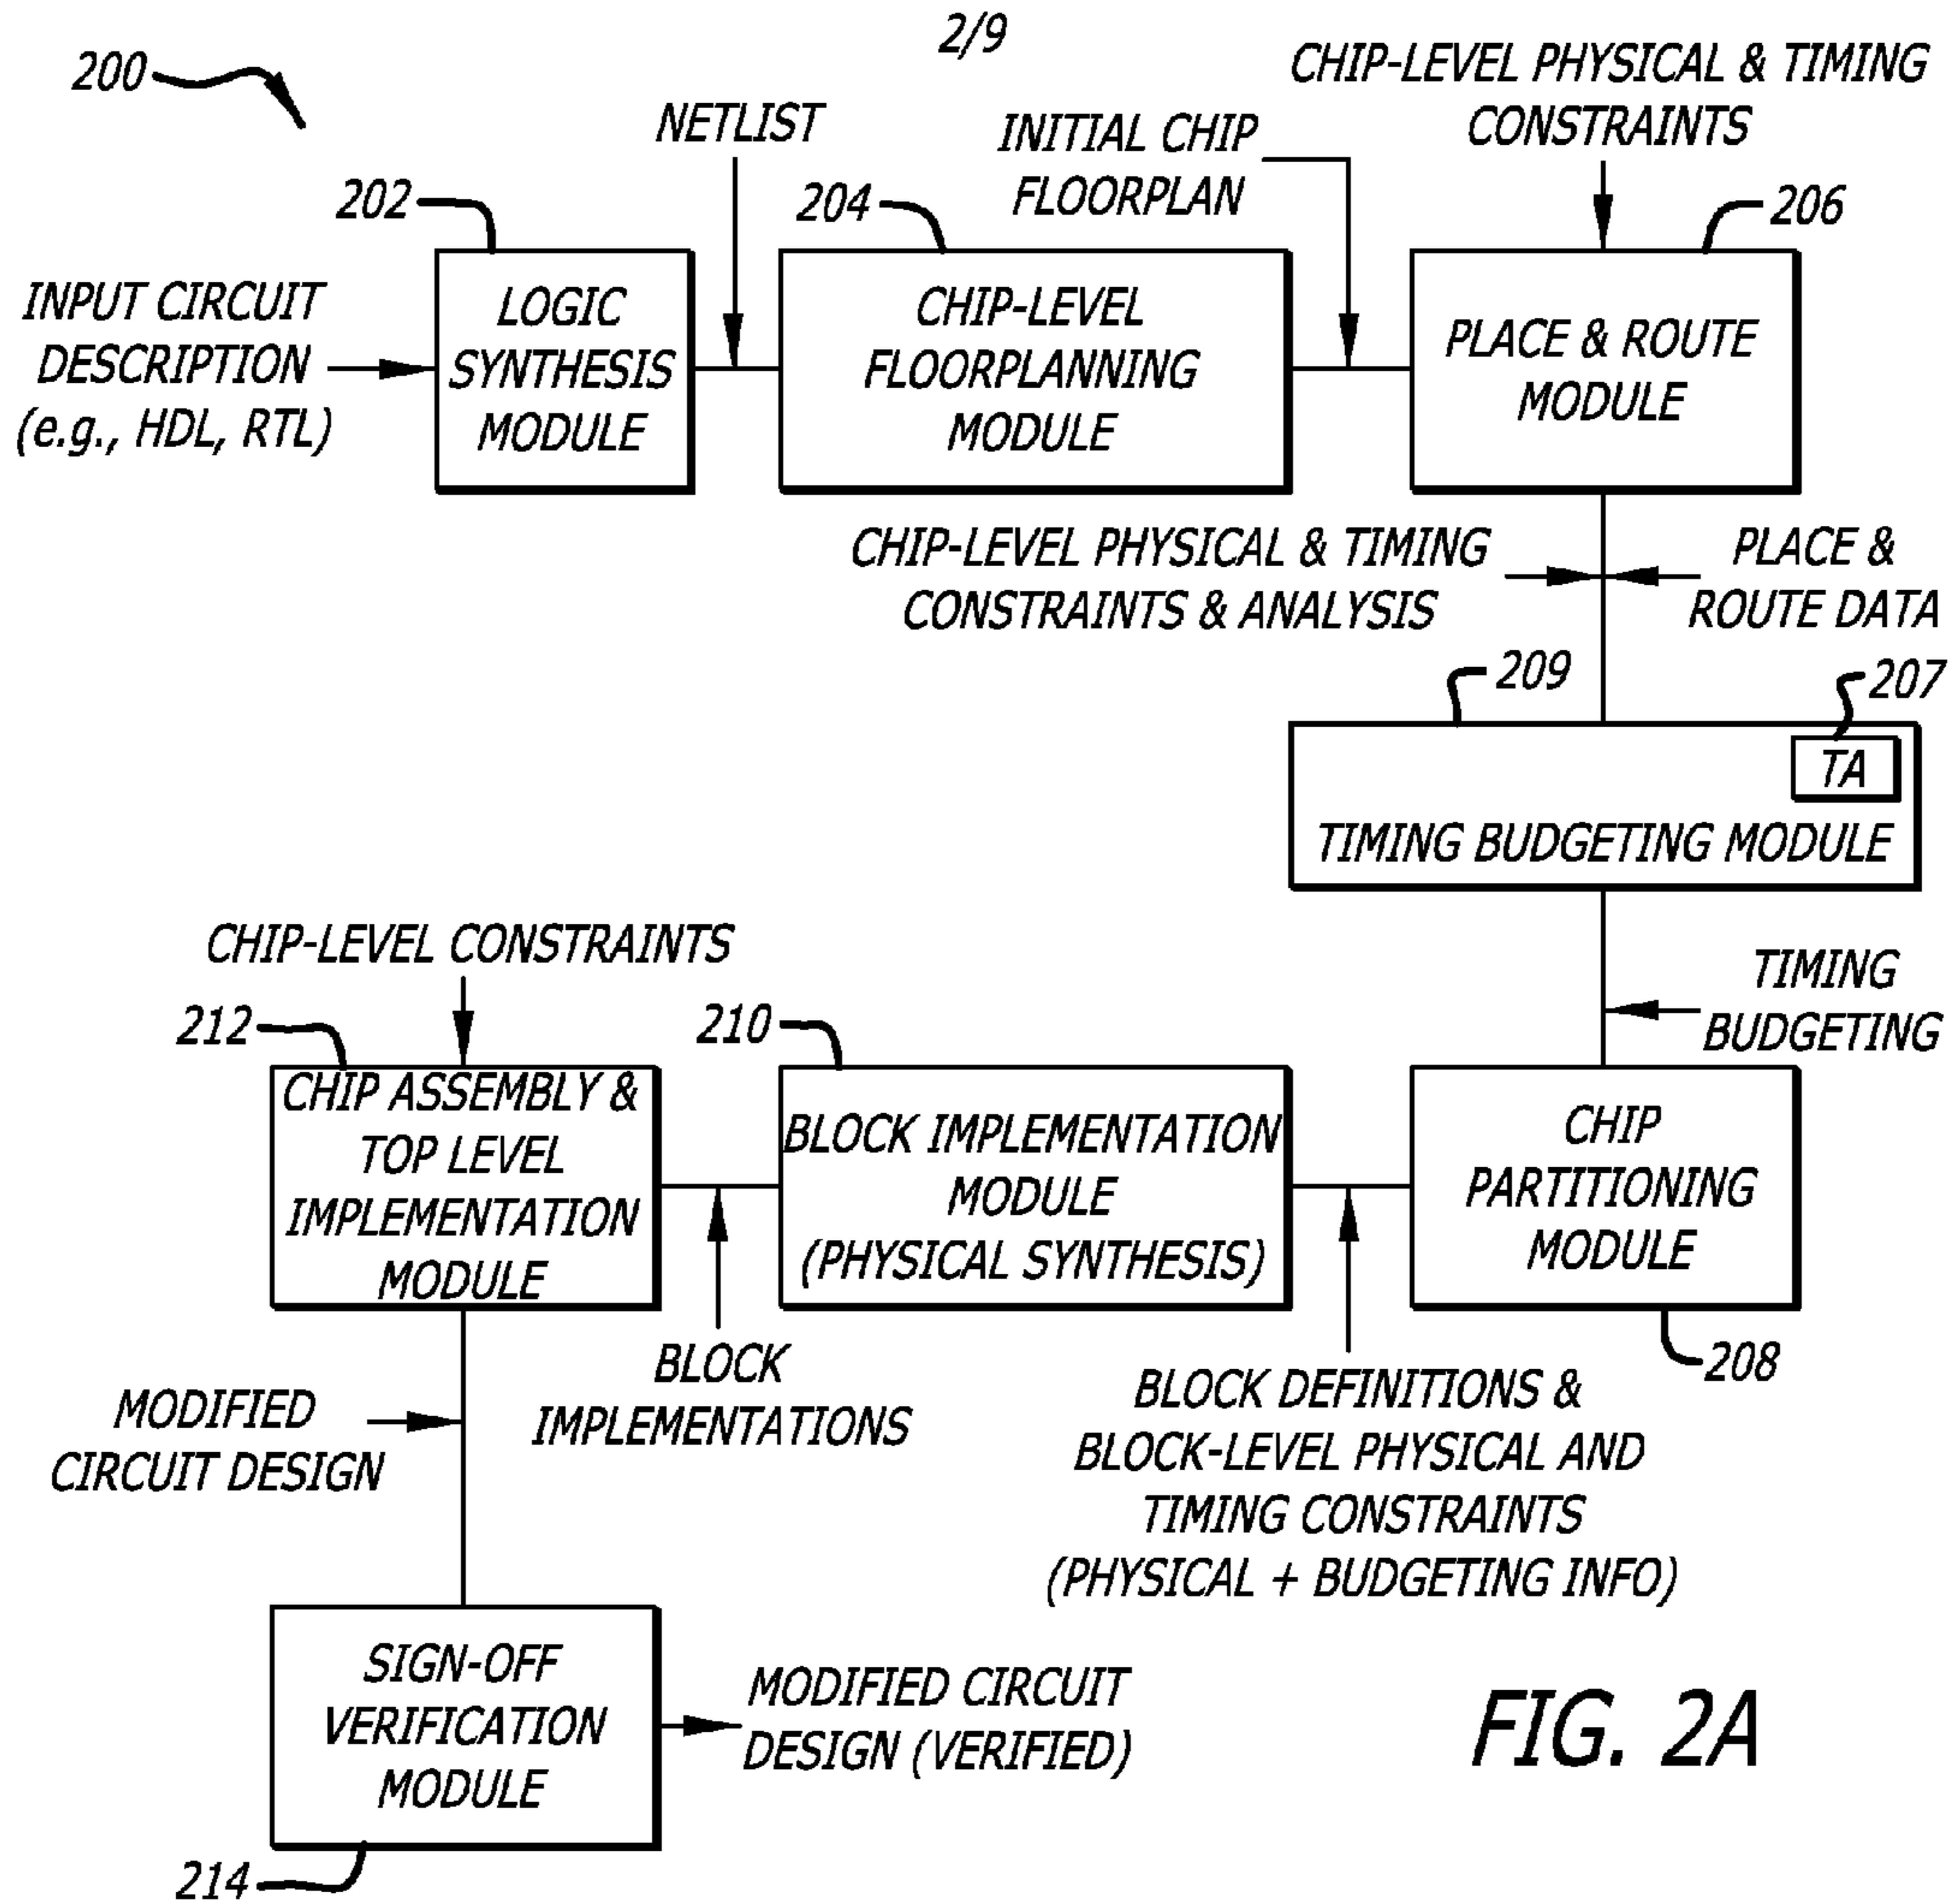 2/9
200
CHIP-LEVEL PHYSICAL & TIMING
CONSTRAINTS
NETLIST
INITIAL CHIP
FLOORPLAN
202
204
206
INPUT CIRCUIT
DESCRIPTION
(e.g., HDL, RTL)
LOGIC
SYNTHESIS
MODULE
CHIP-LEVEL
FLOORPLANNING
MODULE
PLACE & ROUTE
MODULE
CHIP-LEVEL PHYSICAL & TIMING
CONSTRAINTS & ANALYSIS
PLACE &
ROUTE DATA
209
207
TA
TIMING BUDGETING MODULE
TIMING
BUDGETING
CHIP-LEVEL CONSTRAINTS
212
210
CHIP ASSEMBLY &
TOP LEVEL
IMPLEMENTATION
MODULE
BLOCK IMPLEMENTATION
MODULE
(PHYSICAL SYNTHESIS)
CHIP
PARTITIONING
MODULE
208
BLOCK
IMPLEMENTATIONS
BLOCK DEFINITIONS &
BLOCK-LEVEL PHYSICAL AND
TIMING CONSTRAINTS
(PHYSICAL + BUDGETING INFO)
MODIFIED
CIRCUIT DESIGN
SIGN-OFF
VERIFICATION
MODULE
MODIFIED CIRCUIT
DESIGN (VERIFIED)
214
FIG. 2A